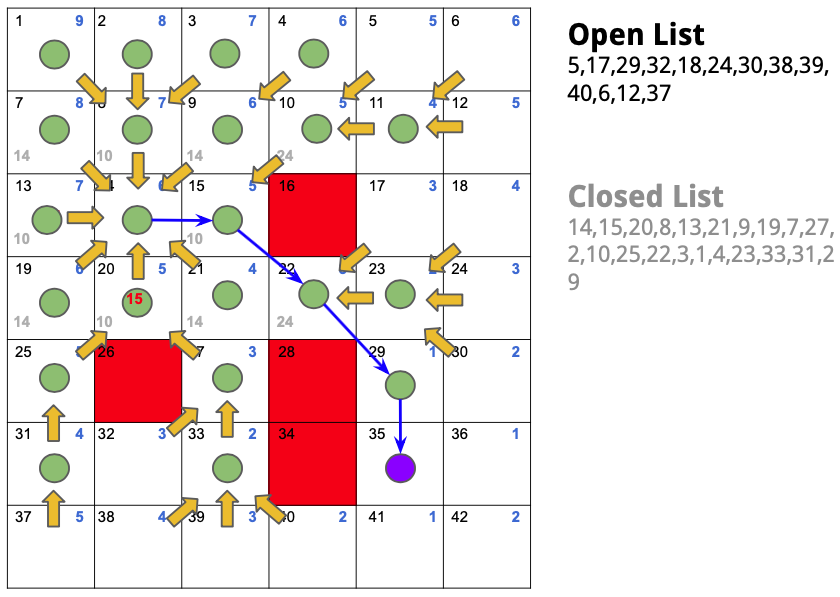 Open List
5,17,29,32,18,24,30,38,39,
40,6,12,37
Closed List
14,15,20,8,13,21,9,19,7,27,
2,10,25,22,3,1,4,23,33,31,2
9
1 9 2 8 3 7 4 6 5 5 6 6
7 8 7 9 6 10 5 11 4 12 5
14 10 14 24
13 7 15 5 16 17 3 18 4
10 10
19 6 20 5 21 4 22 23 24 3
15
14 10 14 24
25 26 3 28 29 1 30 2
31 4 32 3 33 2 34 35 36 1
37 5 38 4 39 3 40 2 41 1 42 2